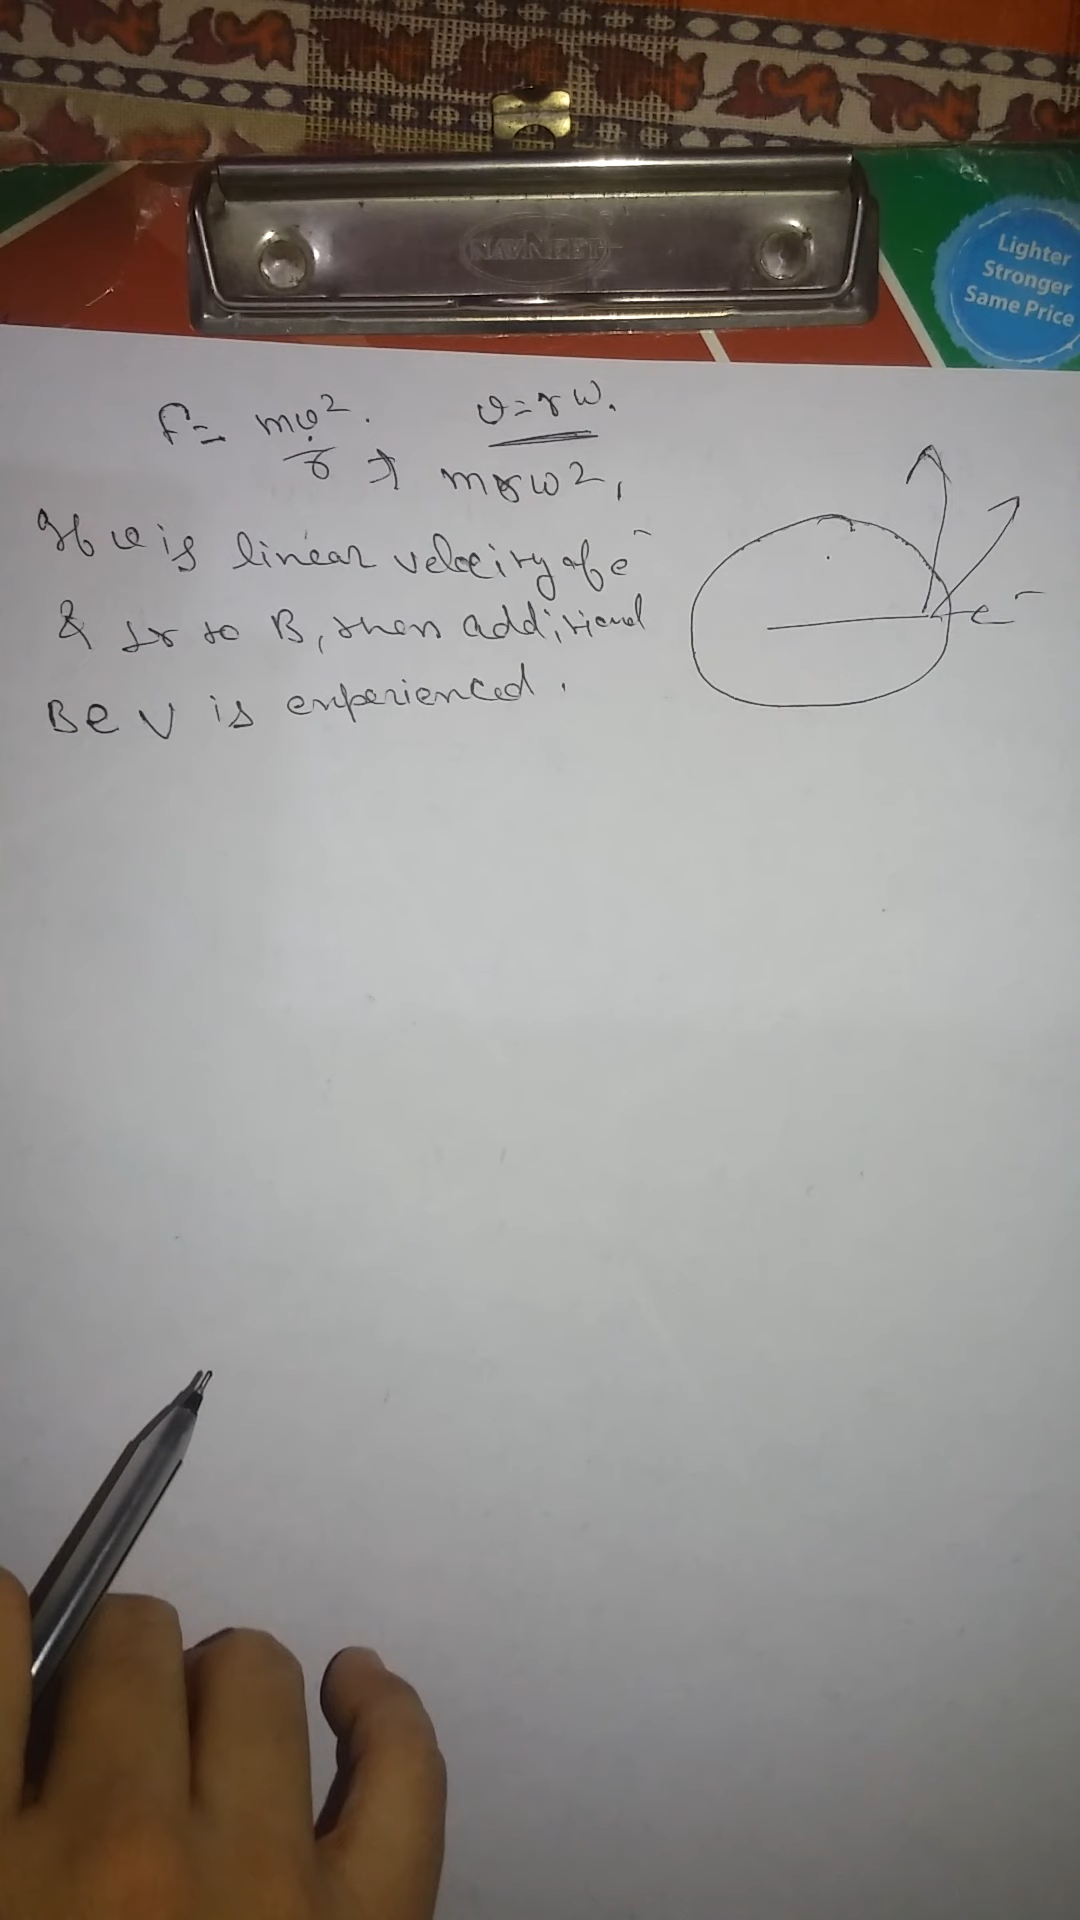 NAVNEET
Lighter
Stronger
Same Price
F = mv²/r. v = rω.
⇒ mrω²,
If v is linear velocity of e⁻
& ⊥r to B, then additional
Bev is experienced.
e⁻